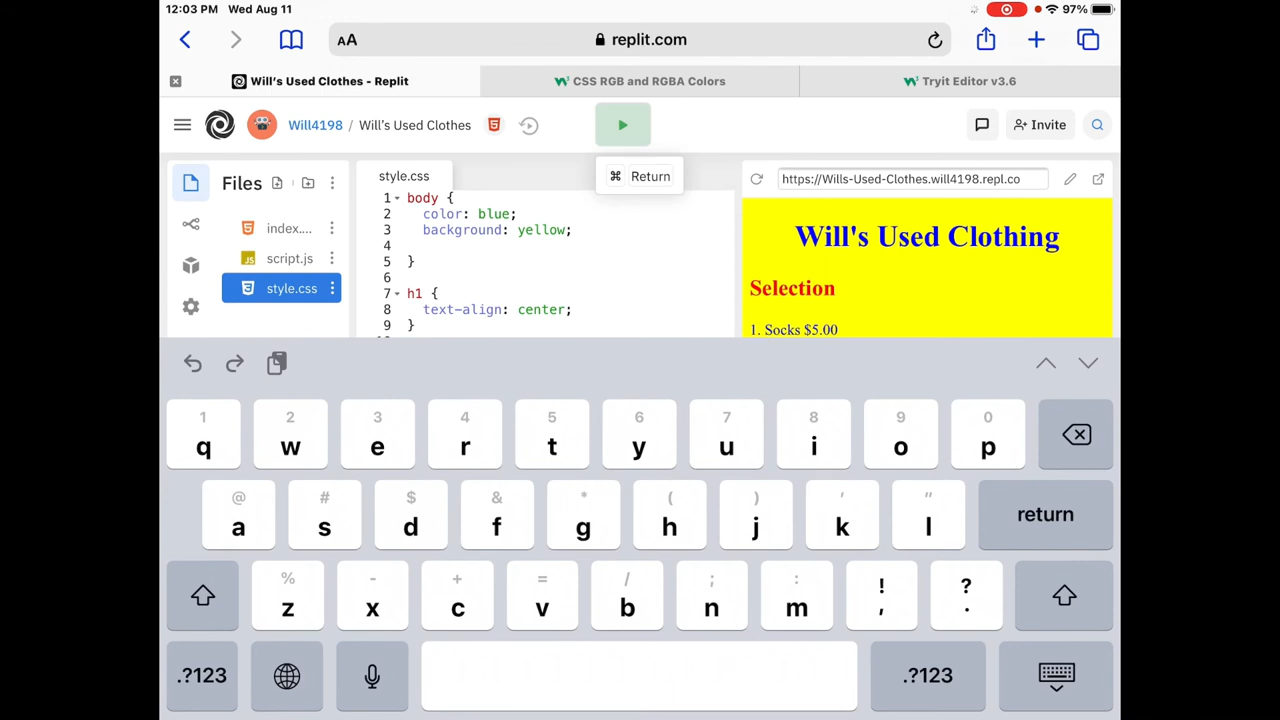 12:03 PM Wed Aug 11
97%
AA
replit.com
Will's Used Clothes - Replit
CSS RGB and RGBA Colors
Tryit Editor v3.6
Will4198 / Will's Used Clothes
Invite
⌘ Return
Files
index....
script.js
style.css
style.css
1 body {
2 color: blue;
3 background: yellow;
4
5 }
6
7 h1 {
8 text-align: center;
9 }
https://Wills-Used-Clothes.will4198.repl.co
Will's Used Clothing
Selection
1. Socks $5.00
1 2 3 4 5 6 7 8 9 0
q w e r t y u i o p
@ # $ & * ( ) ' "
a s d f g h j k l return
% - + = / ; : ! ?
z x c v b n m , .
.?123 .?123